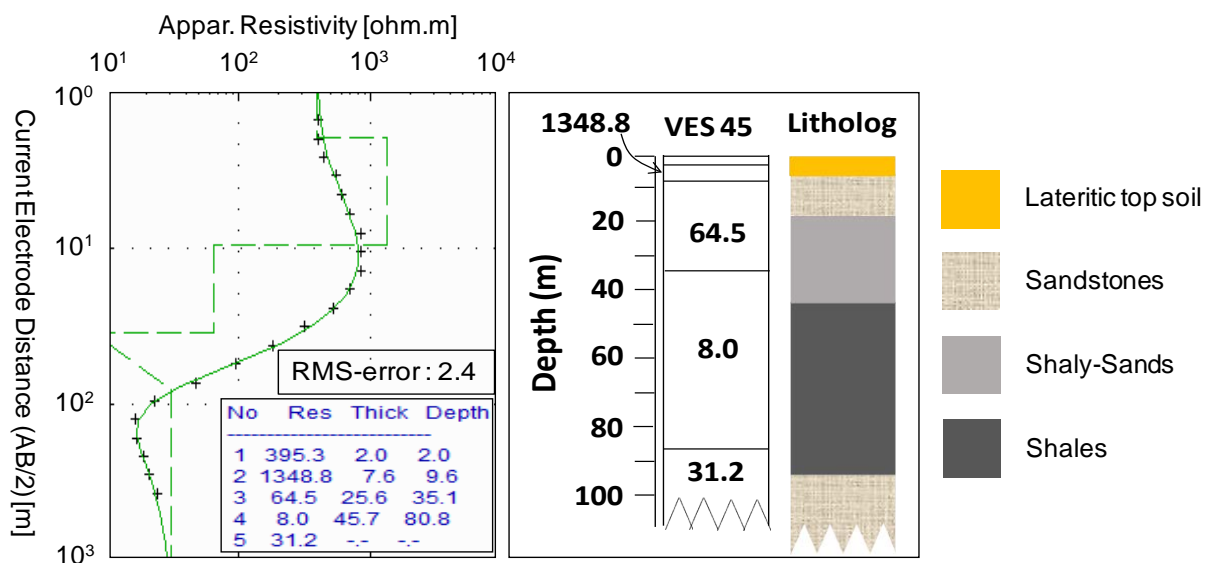 Appar. Resistivity [ohm.m]
10¹ 10² 10³ 10⁴
Current Electrode Distance (AB/2) [m]
10⁰
10¹
10²
10³
RMS-error : 2.4
No Res Thick Depth
1 395.3 2.0 2.0
2 1348.8 7.6 9.6
3 64.5 25.6 35.1
4 8.0 45.7 80.8
5 31.2 -.- -.-
1348.8 VES 45 Litholog
Depth (m)
0
20
40
60
80
100
64.5
8.0
31.2
Lateritic top soil
Sandstones
Shaly-Sands
Shales